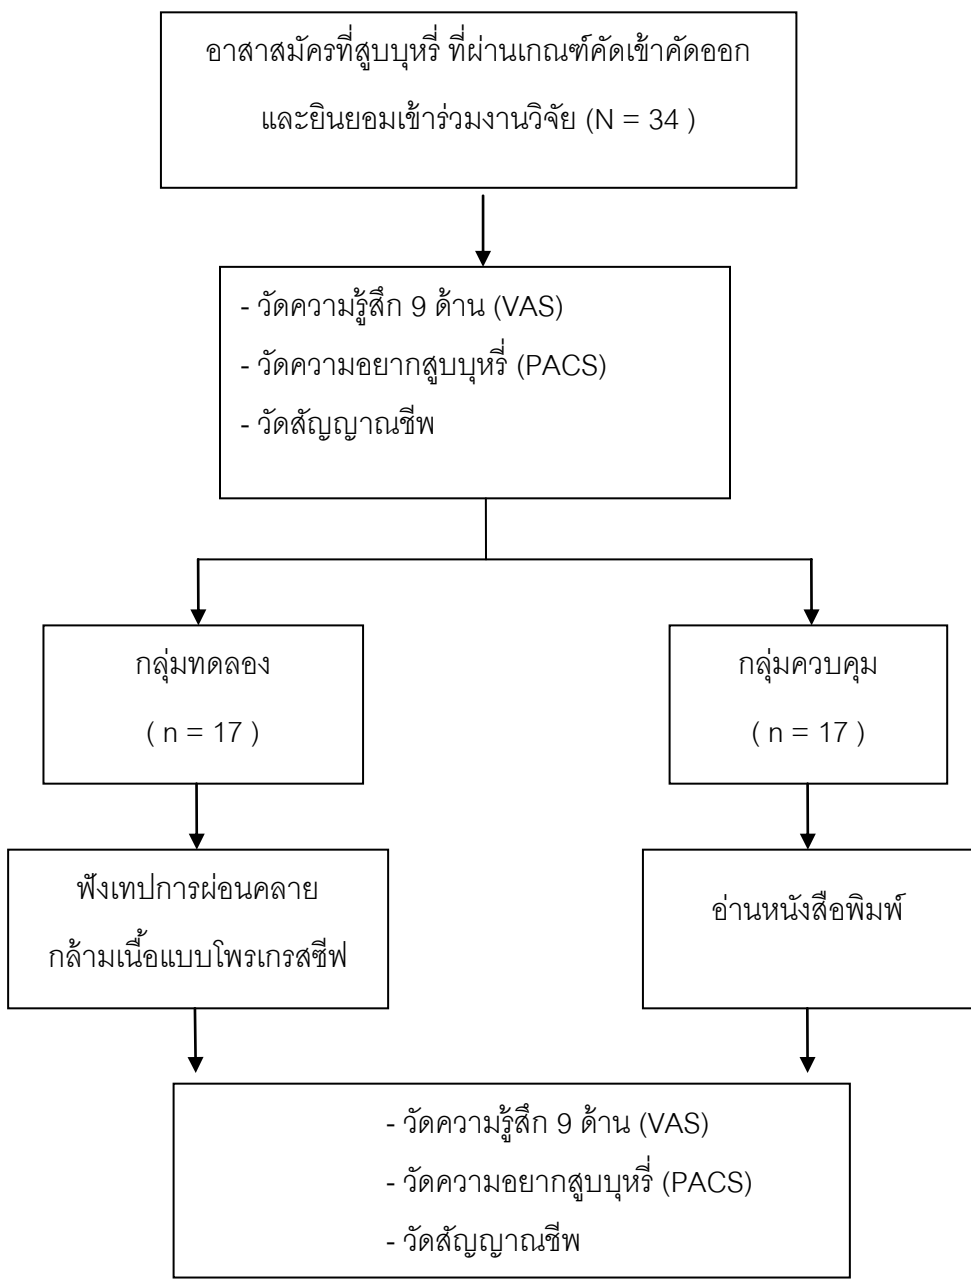 อาสาสมัครที่สูบบุหรี่ ที่ผ่านเกณฑ์คัดเข้าคัดออก
และยินยอมเข้าร่วมงานวิจัย (N = 34 )
- วัดความรู้สึก 9 ด้าน (VAS)
- วัดความอยากสูบบุหรี่ (PACS)
- วัดสัญญาณชีพ
กลุ่มทดลอง
( n = 17 )
กลุ่มควบคุม
( n = 17 )
ฟังเทปการผ่อนคลาย
กล้ามเนื้อแบบโพรเกรสซีฟ
อ่านหนังสือพิมพ์
- วัดความรู้สึก 9 ด้าน (VAS)
- วัดความอยากสูบบุหรี่ (PACS)
- วัดสัญญาณชีพ